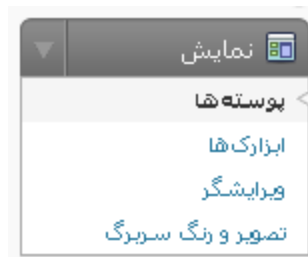 نمایش
پوسته‌ها
ابزارک‌ها
ویرایشگر
تصویر و رنگ سربرگ